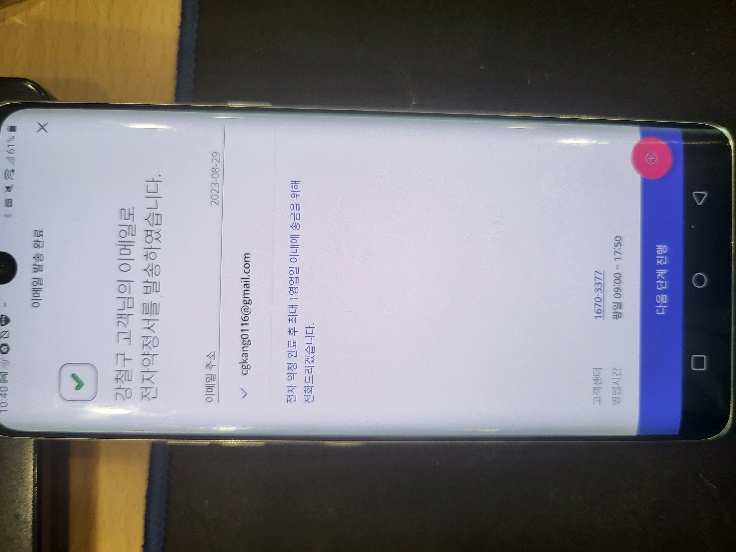 10:40
61%
이메일 발송 완료
강철구 고객님의 이메일로
전자약정서를 발송하였습니다.
이메일 주소 2023-08-29
cgkang0116@gmail.com
전자 약정 완료 후 최대 1영업일 이내에 송금을 위해
전화드리겠습니다.
고객센터 1670-3377
영업시간 평일 09:00 ~ 17:50
다음 단계 진행